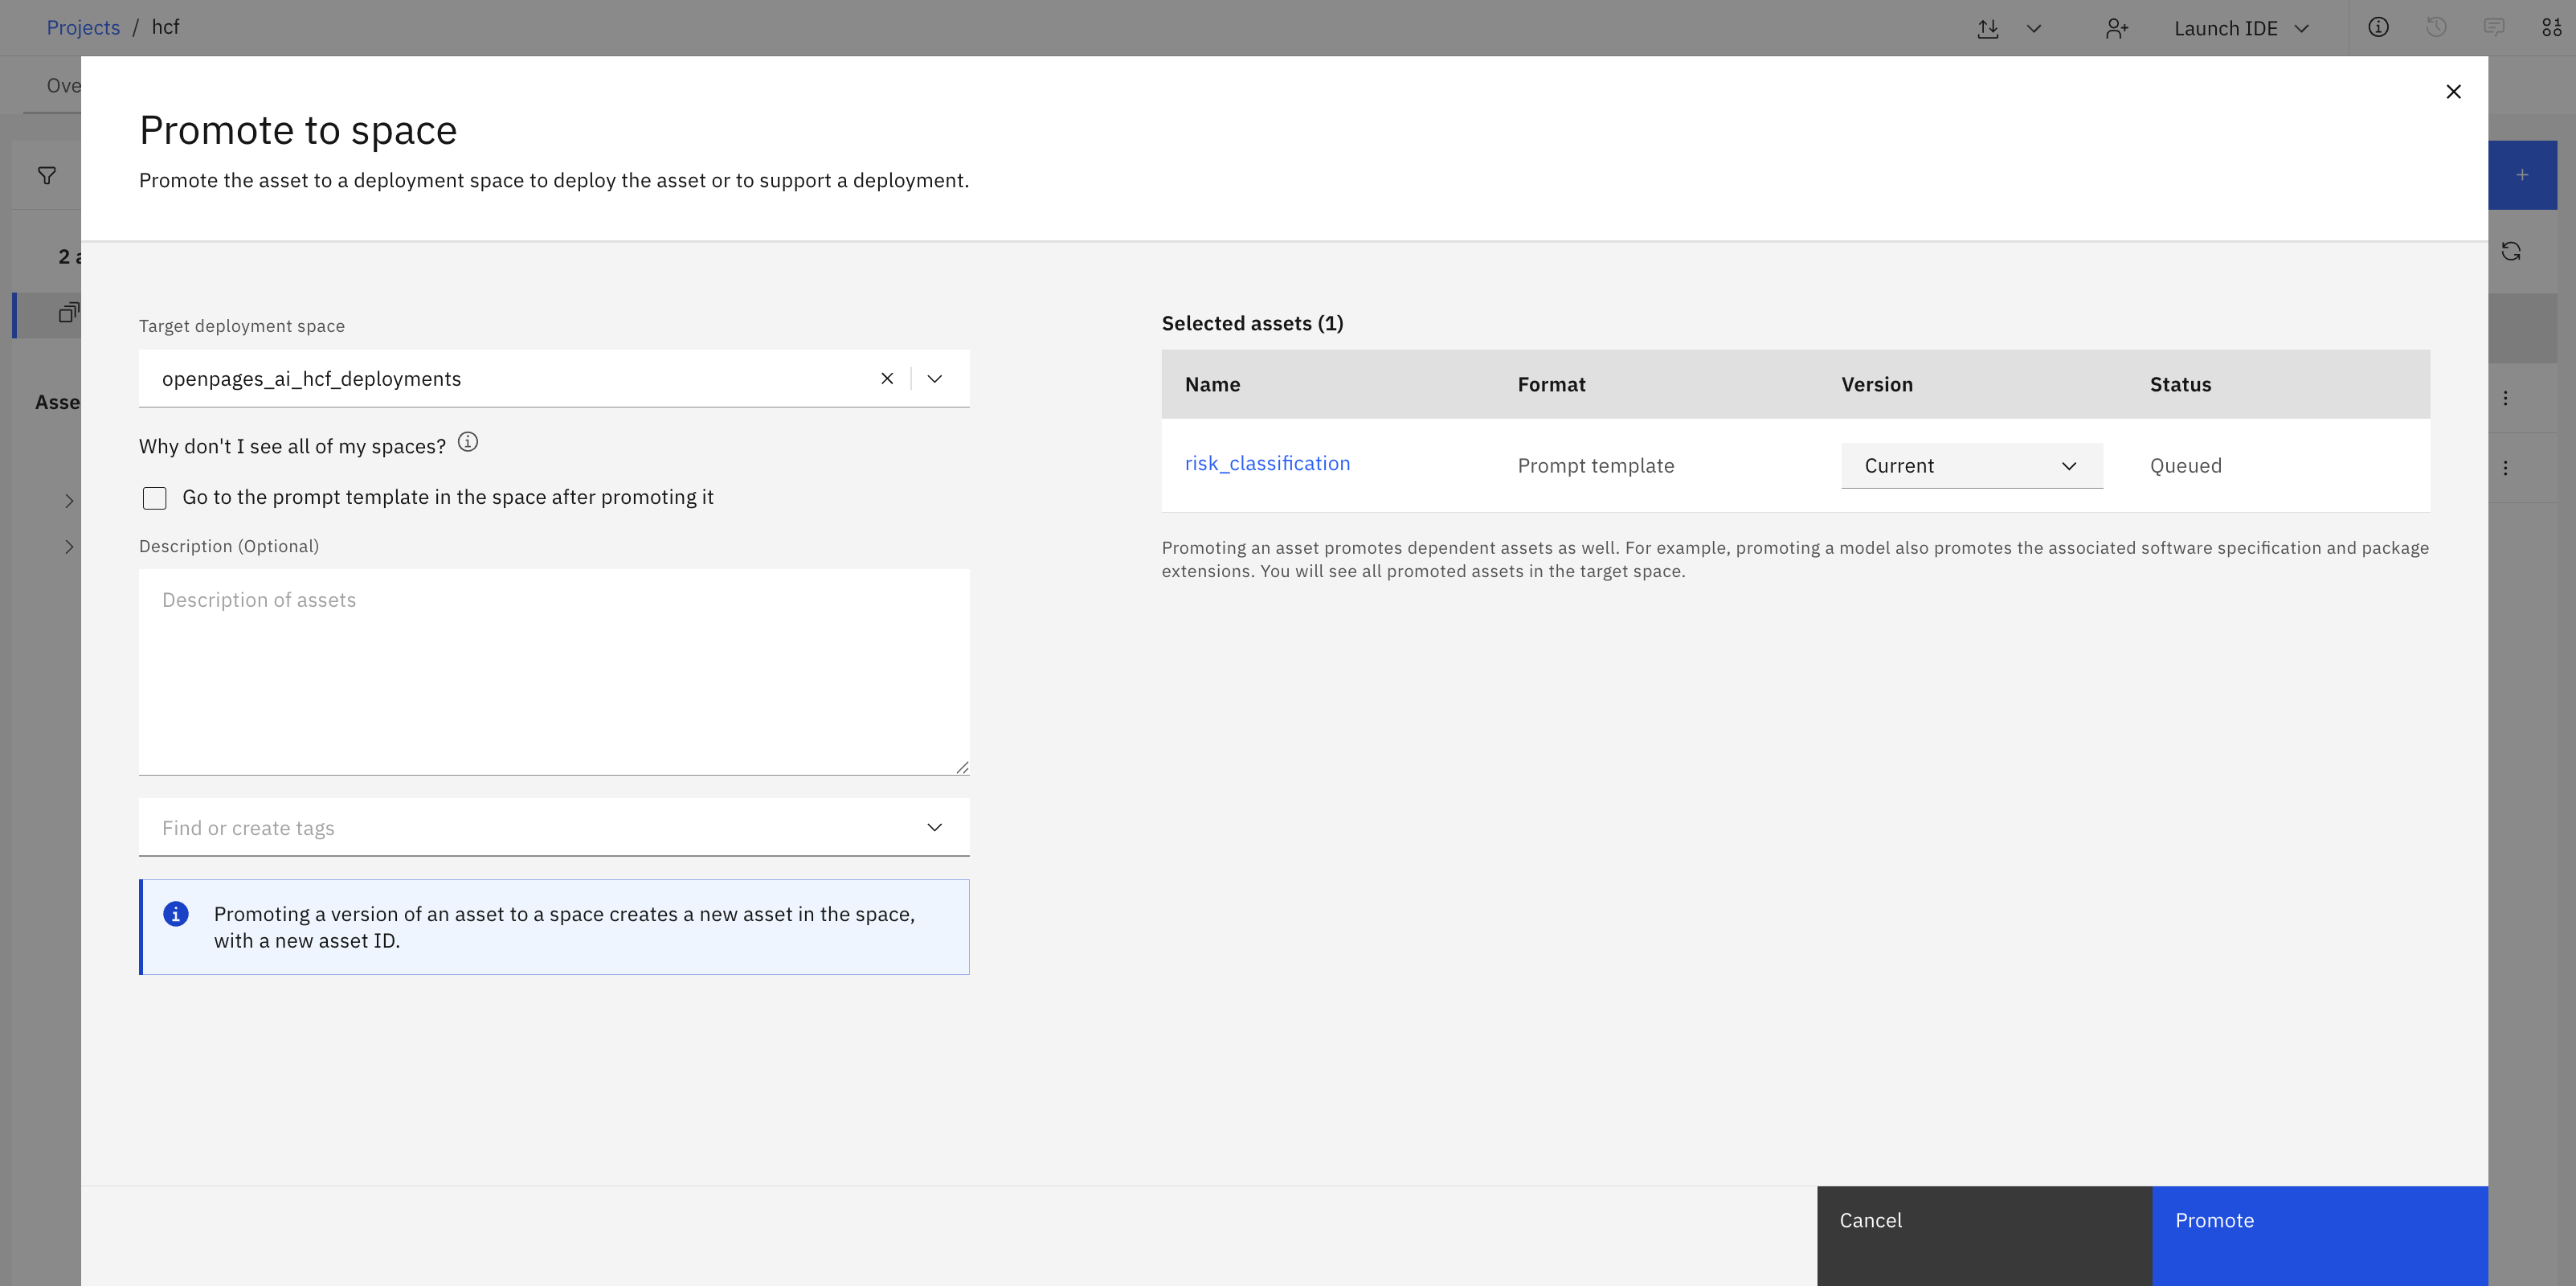 Projects / hcf
Launch IDE
Ove
Promote to space
Promote the asset to a deployment space to deploy the asset or to support a deployment.
2 a
Asse
Target deployment space
openpages_ai_hcf_deployments
Why don't I see all of my spaces?
Go to the prompt template in the space after promoting it
Description (Optional)
Description of assets
Find or create tags
Promoting a version of an asset to a space creates a new asset in the space,
with a new asset ID.
Selected assets (1)
Name Format Version Status
risk_classification Prompt template Current Queued
Promoting an asset promotes dependent assets as well. For example, promoting a model also promotes the associated software specification and package
extensions. You will see all promoted assets in the target space.
Cancel
Promote